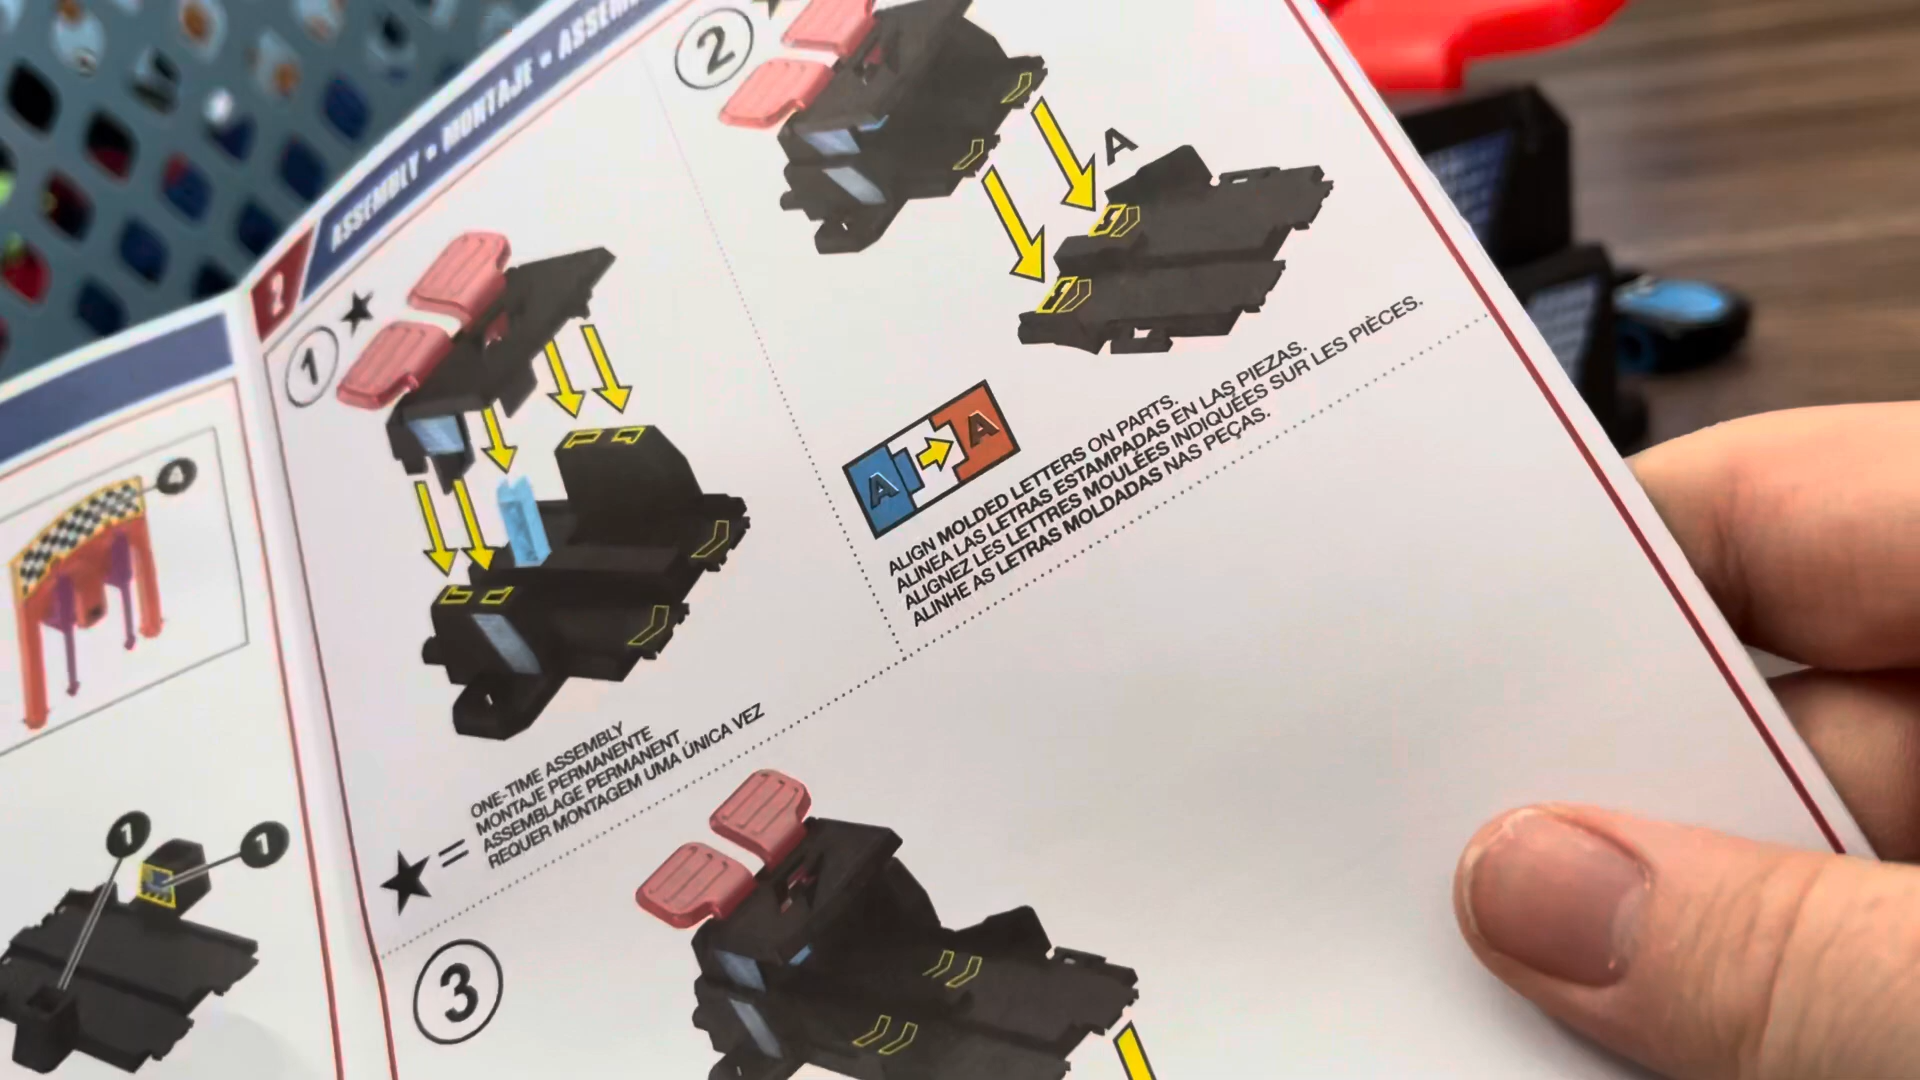 2
ASSEMBLY • MONTAJE •
1
2
A
A
A
ALIGN MOLDED LETTERS ON PARTS.
ALINEA LAS LETRAS ESTAMPADAS EN LAS PIEZAS.
ALIGNEZ LES LETTRES MOULÉES INDIQUÉES SUR LES PIÈCES.
ALINHE AS LETRAS MOLDADAS NAS PEÇAS.
4
★ =
ONE-TIME ASSEMBLY
MONTAJE PERMANENTE
ASSEMBLAGE PERMANENT
REQUER MONTAGEM UMA ÚNICA VEZ
1
1
3